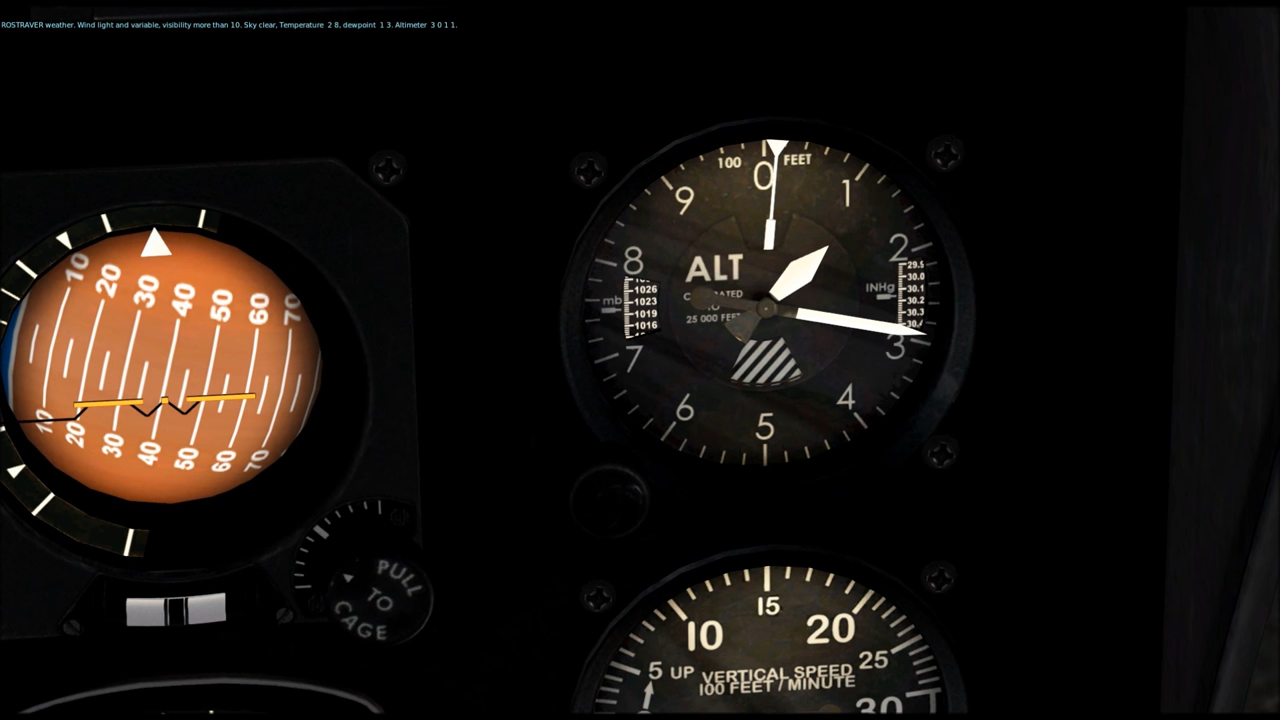 ROSTRAVER weather. Wind light and variable, visibility more than 10. Sky clear, Temperature 2 8, dewpoint 1 3. Altimeter 3 0 1 1.
100 FEET
0
1
2
3
4
5
6
7
8
9
ALT
25 000 FEET
mb
1026
1023
1019
1016
INHg
29.9
30.0
30.1
30.2
30.3
10 20 30 40 50 60 70
10 20 30 40 50 60 70
PULL
TO
CAGE
15
10 20
5 UP 25
VERTICAL SPEED
100 FEET / MINUTE
30